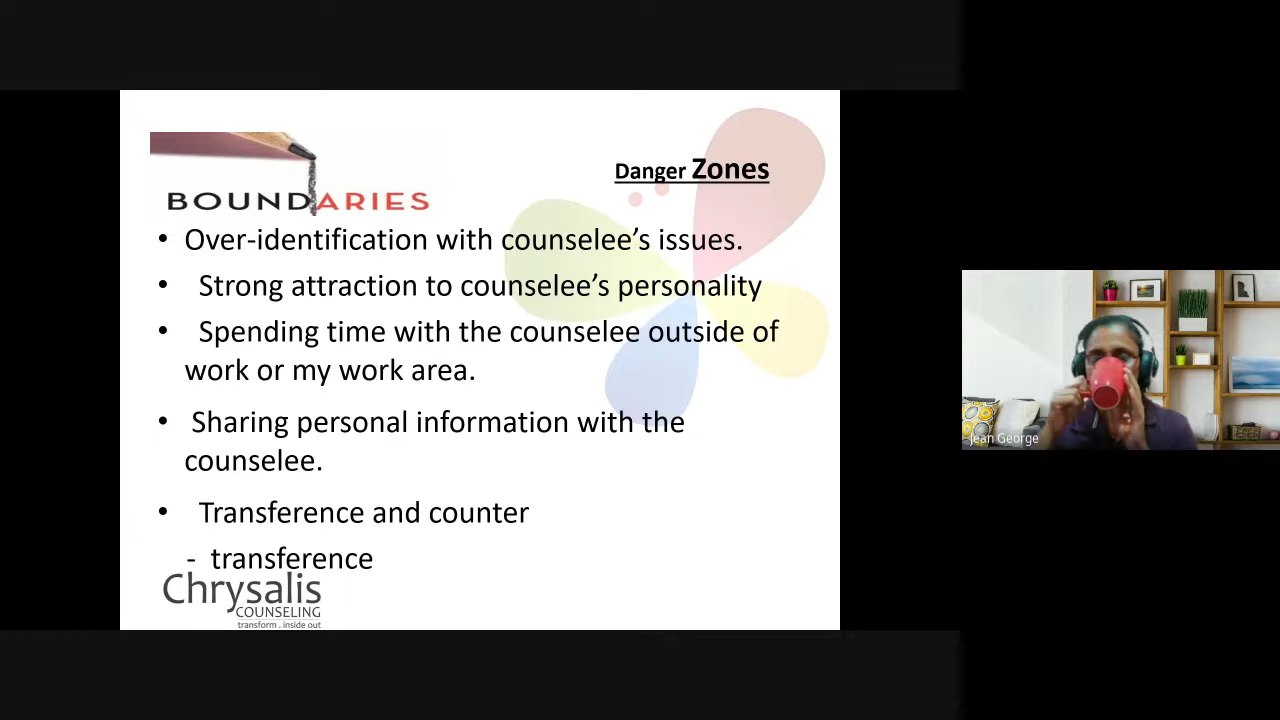 Danger Zones
BOUNDARIES
• Over-identification with counselee's issues.
• Strong attraction to counselee's personality
• Spending time with the counselee outside of
work or my work area.
• Sharing personal information with the
counselee.
• Transference and counter
- transference
Chrysalis
COUNSELING
transform . inside out
Jean George